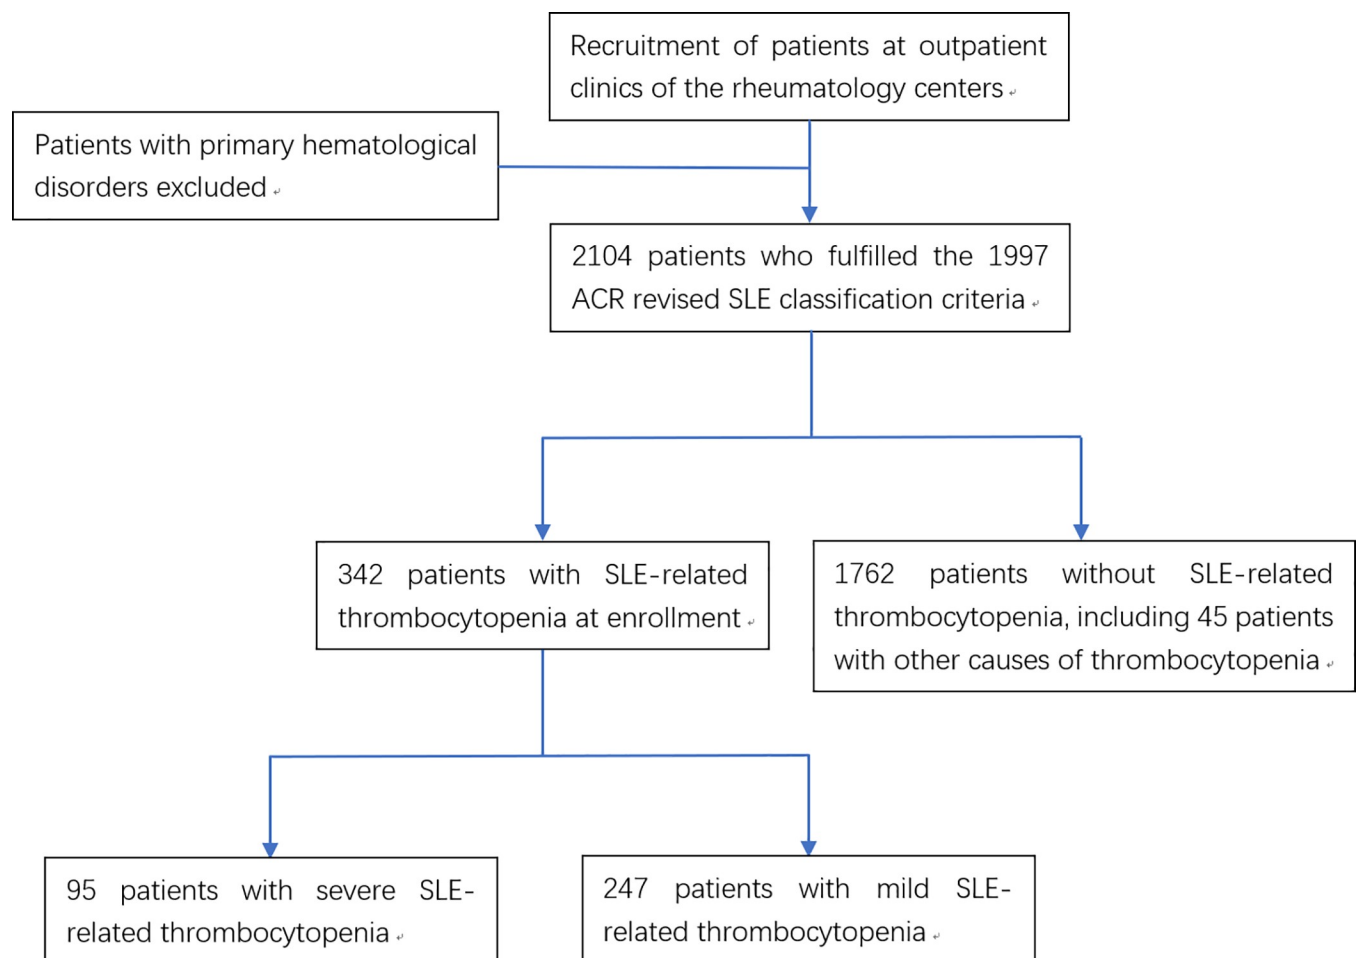 Recruitment of patients at outpatient
clinics of the rheumatology centers
Patients with primary hematological
disorders excluded
2104 patients who fulfilled the 1997
ACR revised SLE classification criteria
342 patients with SLE-related
thrombocytopenia at enrollment
1762 patients without SLE-related
thrombocytopenia, including 45 patients
with other causes of thrombocytopenia
95 patients with severe SLE-
related thrombocytopenia
247 patients with mild SLE-
related thrombocytopenia